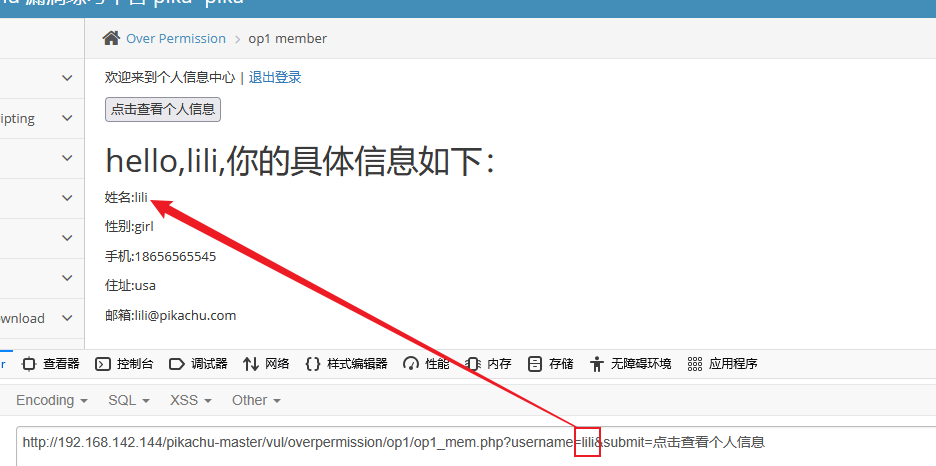 漏洞练习平台 pika~pika~
Over Permission > op1 member
欢迎来到个人信息中心 | 退出登录
点击查看个人信息
ipting
hello,lili,你的具体信息如下：
姓名:lili
性别:girl
手机:18656565545
住址:usa
邮箱:lili@pikachu.com
wnload
r 查看器 控制台 调试器 网络 样式编辑器 性能 内存 存储 无障碍环境 应用程序
Encoding SQL XSS Other
http://192.168.142.144/pikachu-master/vul/overpermission/op1/op1_mem.php?username=lili&submit=点击查看个人信息